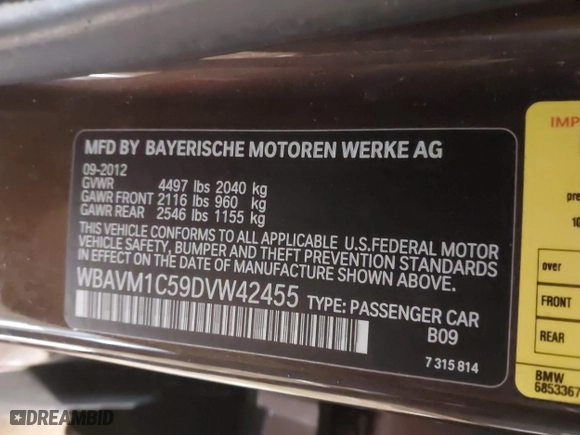 MFD BY BAYERISCHE MOTOREN WERKE AG
09-2012
GVWR 4497 lbs 2040 kg
GAWR FRONT 2116 lbs 960 kg
GAWR REAR 2546 lbs 1155 kg
THIS VEHICLE CONFORMS TO ALL APPLICABLE U.S.FEDERAL MOTOR
VEHICLE SAFETY, BUMPER AND THEFT PREVENTION STANDARDS
IN EFFECT ON THE DATE OF MANUFACTURE SHOWN ABOVE.
WBAVM1C59DVW42455 TYPE: PASSENGER CAR
B09
7 315 814
IMP
pre
10
over
FRONT
REAR
BMW
6853367
DREAMBID